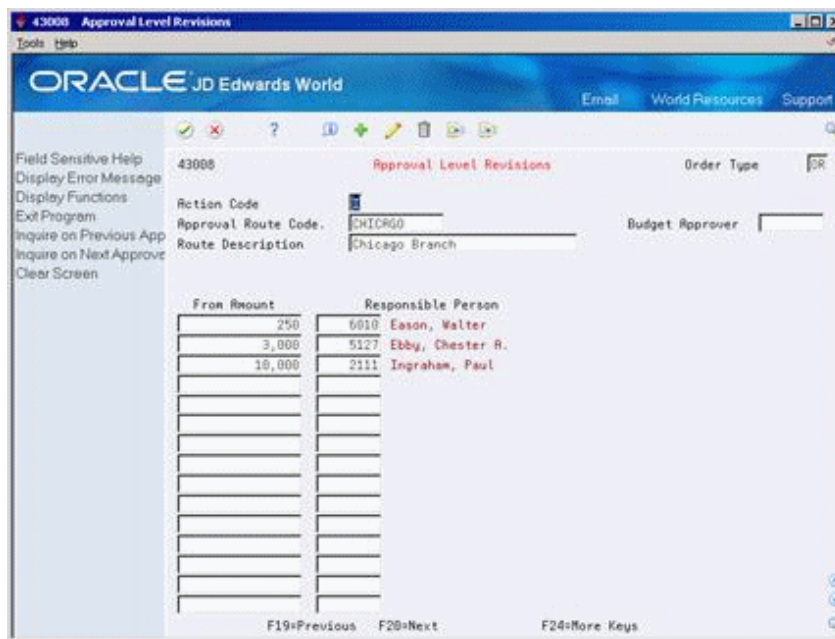 43008 Approval Level Revisions
Tools Help
ORACLE JD Edwards World
Email World Resources Support
Field Sensitive Help
Display Error Message
Display Functions
Exit Program
Inquire on Previous App
Inquire on Next Approve
Clear Screen
43008 Approval Level Revisions Order Type OR
Action Code
Approval Route Code. CHICAGO Budget Approver
Route Description Chicago Branch
From Amount Responsible Person
250 6010 Eason, Walter
3,000 5127 Ebby, Chester A.
10,000 2111 Ingraham, Paul
F19=Previous F20=Next F24=More Keys